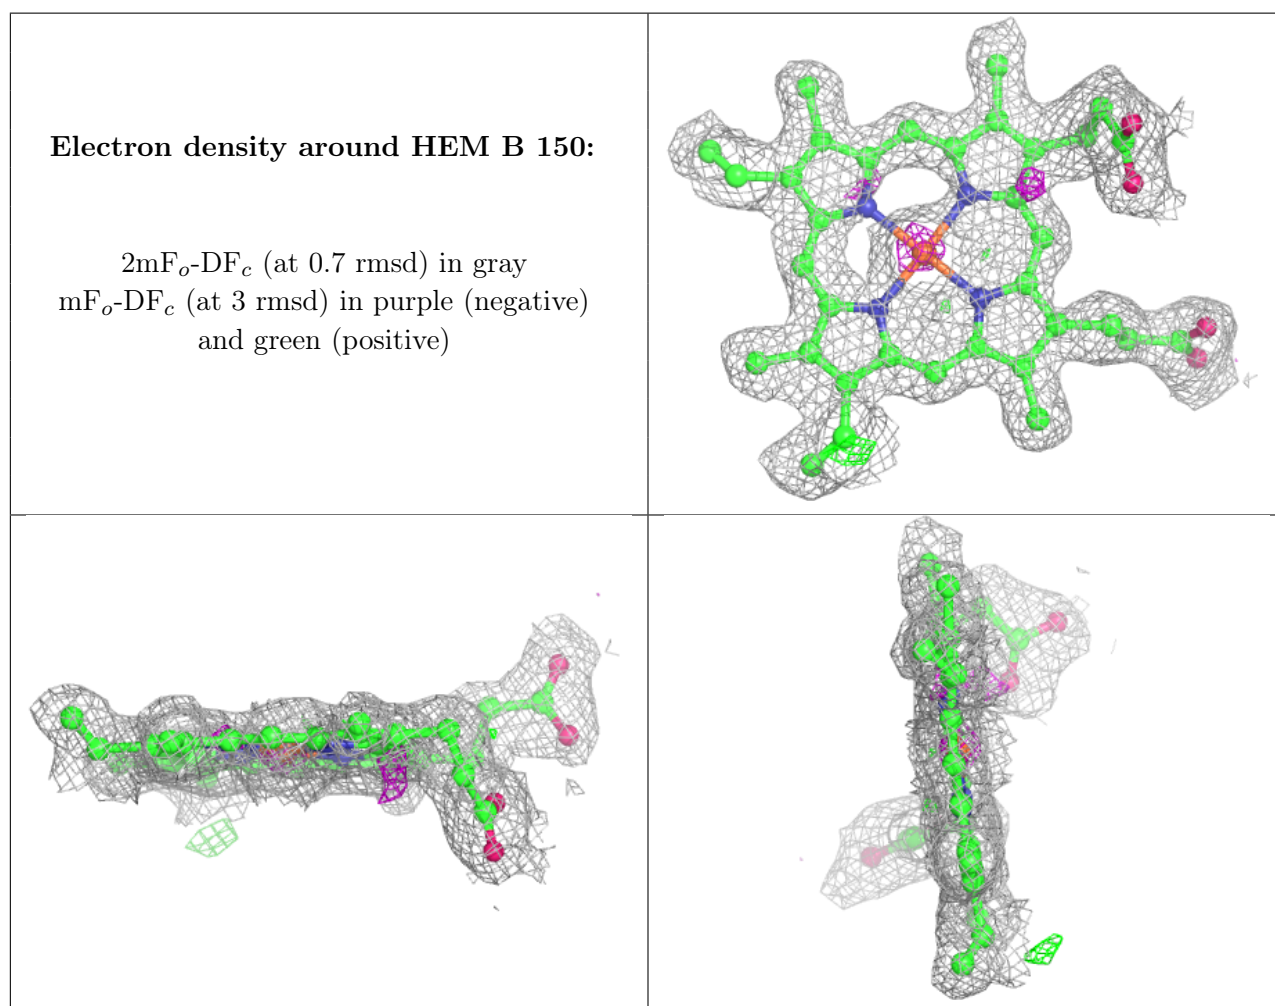 Electron density around HEM B 150:
2mFo-DFc (at 0.7 rmsd) in gray
mFo-DFc (at 3 rmsd) in purple (negative)
and green (positive)